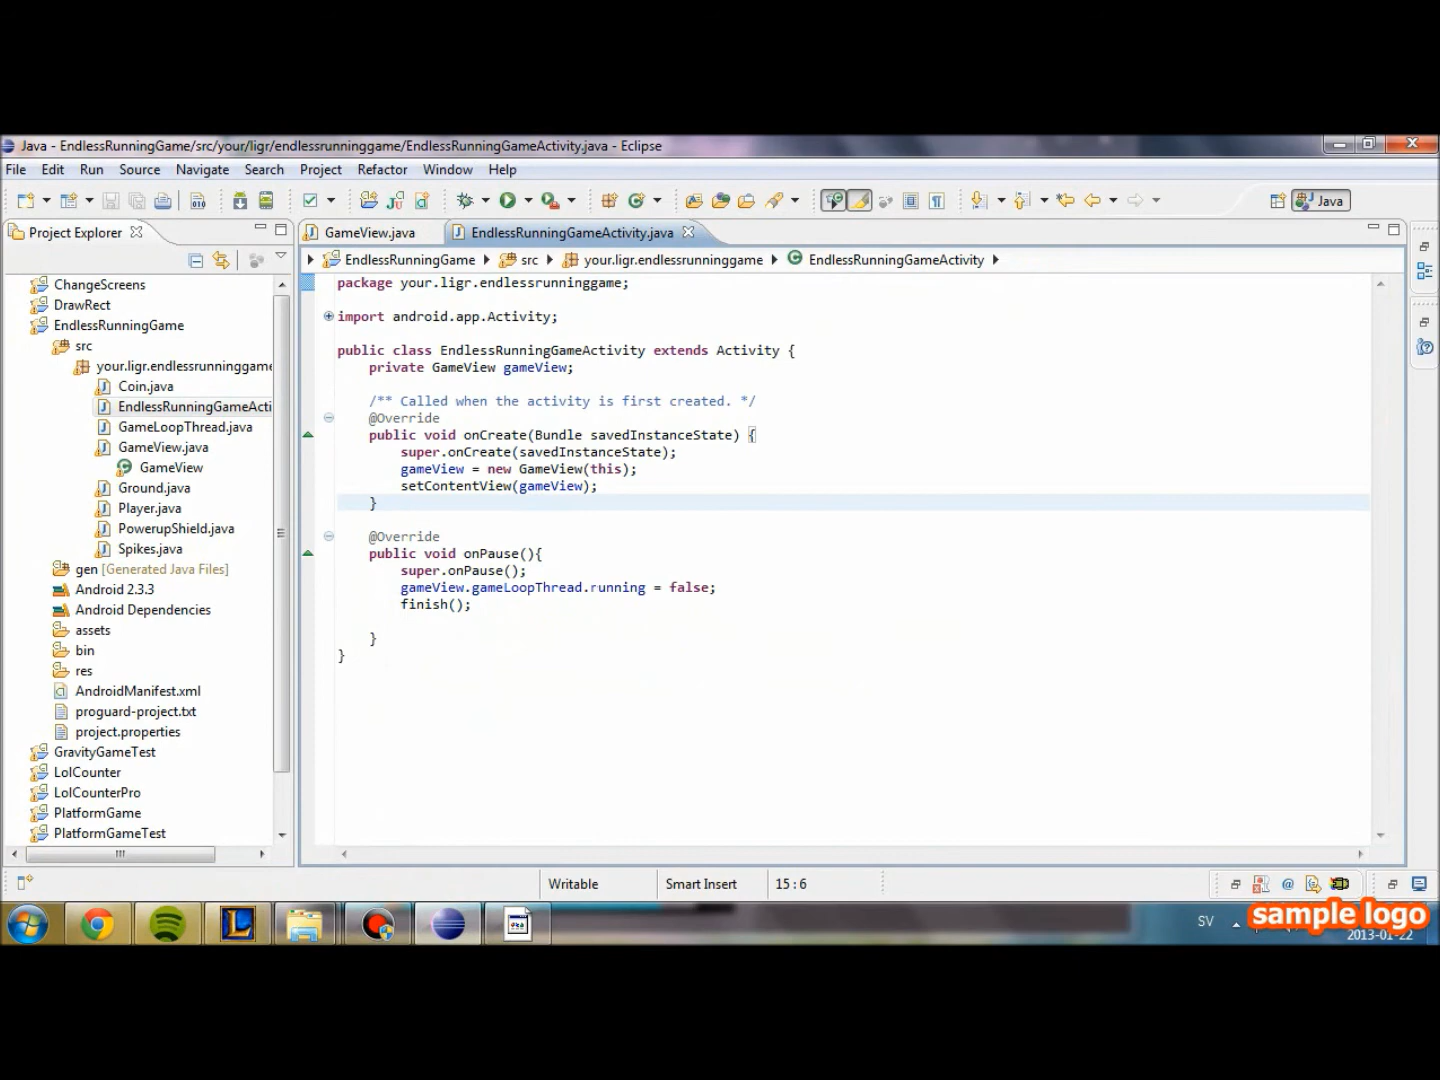 Java - EndlessRunningGame/src/your/ligr/endlessrunninggame/EndlessRunningGameActivity.java - Eclipse
File Edit Run Source Navigate Search Project Refactor Window Help
Java
Project Explorer
GameView.java EndlessRunningGameActivity.java
EndlessRunningGame src your.ligr.endlessrunninggame EndlessRunningGameActivity
ChangeScreens
DrawRect
EndlessRunningGame
src
your.ligr.endlessrunninggame
Coin.java
EndlessRunningGameActi
GameLoopThread.java
GameView.java
GameView
Ground.java
Player.java
PowerupShield.java
Spikes.java
gen [Generated Java Files]
Android 2.3.3
Android Dependencies
assets
bin
res
AndroidManifest.xml
proguard-project.txt
project.properties
GravityGameTest
LolCounter
LolCounterPro
PlatformGame
PlatformGameTest
package your.ligr.endlessrunninggame;
import android.app.Activity;
public class EndlessRunningGameActivity extends Activity {
private GameView gameView;
/** Called when the activity is first created. */
@Override
public void onCreate(Bundle savedInstanceState) {
super.onCreate(savedInstanceState);
gameView = new GameView(this);
setContentView(gameView);
}
@Override
public void onPause(){
super.onPause();
gameView.gameLoopThread.running = false;
finish();
}
}
Writable Smart Insert 15 : 6
SV
sample logo
2013-01-22